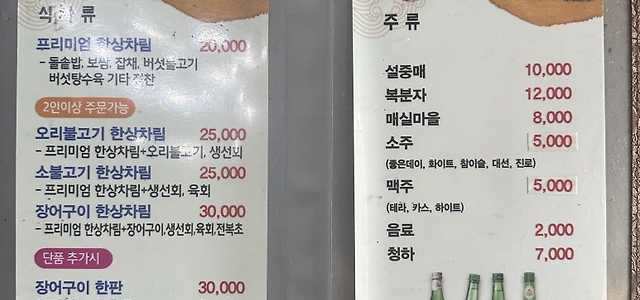 식사류
프리미엄 한상차림 20,000
- 돌솥밥, 보쌈, 잡채, 버섯불고기
버섯탕수육 기타 정찬
2인이상 주문가능
오리불고기 한상차림 25,000
- 프리미엄 한상차림+오리불고기, 생선회
소불고기 한상차림 25,000
- 프리미엄 한상차림+생선회, 육회
장어구이 한상차림 30,000
- 프리미엄 한상차림+장어구이,생선회,육회,전복초
단품 추가시
장어구이 한판 30,000
주 류
설중매 10,000
복분자 12,000
매실마을 8,000
소주 5,000
(좋은데이, 화이트, 참이슬, 대선, 진로)
맥주 5,000
(테라, 카스, 하이트)
음료 2,000
청하 7,000